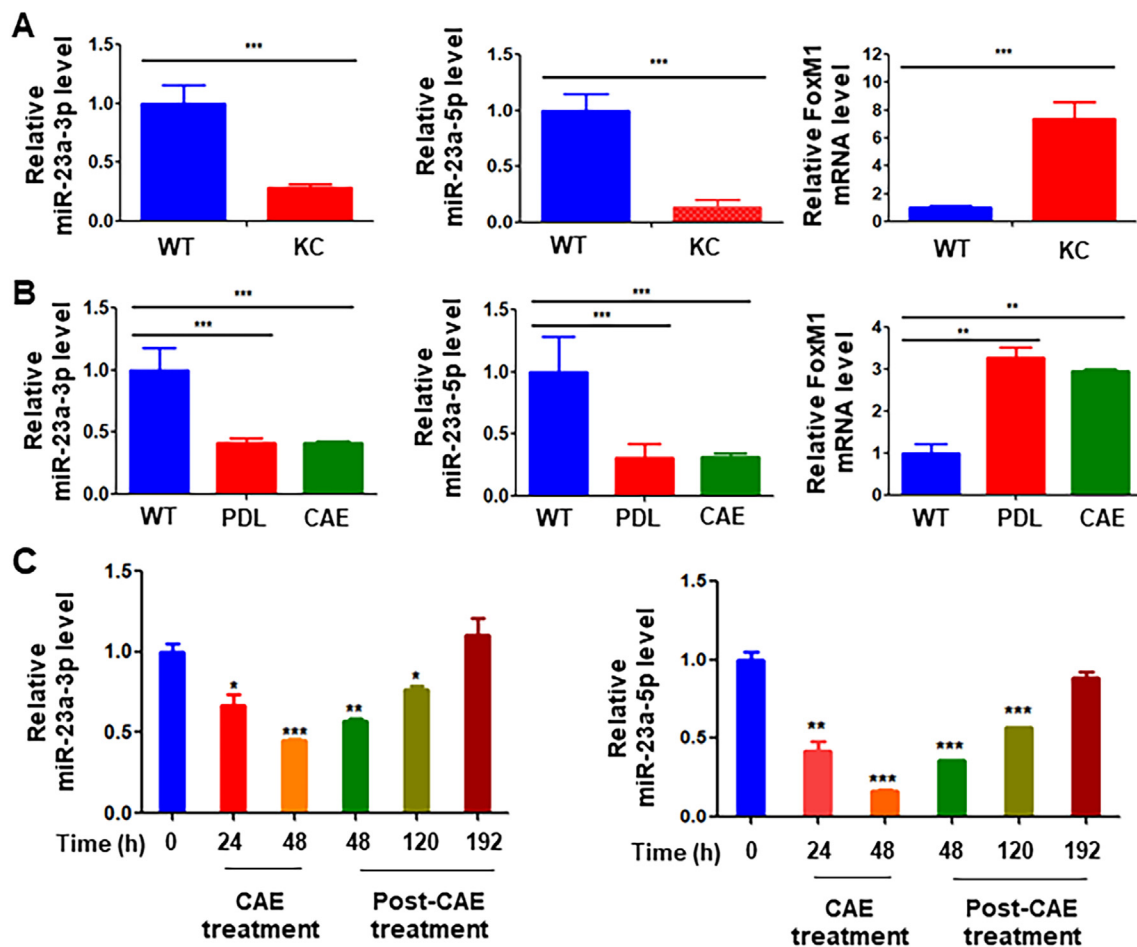 A
Relative
miR-23a-3p level
1.5
1.0
0.5
0.0
***
WT
KC
Relative
miR-23a-5p level
1.5
1.0
0.5
0.0
***
WT
KC
Relative FoxM1
mRNA level
12
10
8
6
4
2
0
***
WT
KC
B
Relative
miR-23a-3p level
1.5
1.0
0.5
0.0
***
***
WT
PDL
CAE
Relative
miR-23a-5p level
1.5
1.0
0.5
0.0
***
***
WT
PDL
CAE
Relative FoxM1
mRNA level
4
3
2
1
0
**
**
WT
PDL
CAE
C
Relative
miR-23a-3p level
1.5
1.0
0.5
0.0
*
***
**
*
Time (h) 0 24 48 48 120 192
CAE
treatment
Post-CAE
treatment
Relative
miR-23a-5p level
1.5
1.0
0.5
0.0
**
***
***
***
Time (h) 0 24 48 48 120 192
CAE
treatment
Post-CAE
treatment